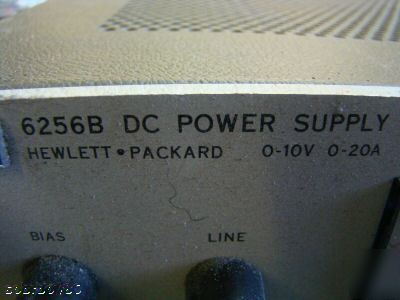 6256B DC POWER SUPPLY
HEWLETT • PACKARD 0-10V 0-20A
BIAS LINE